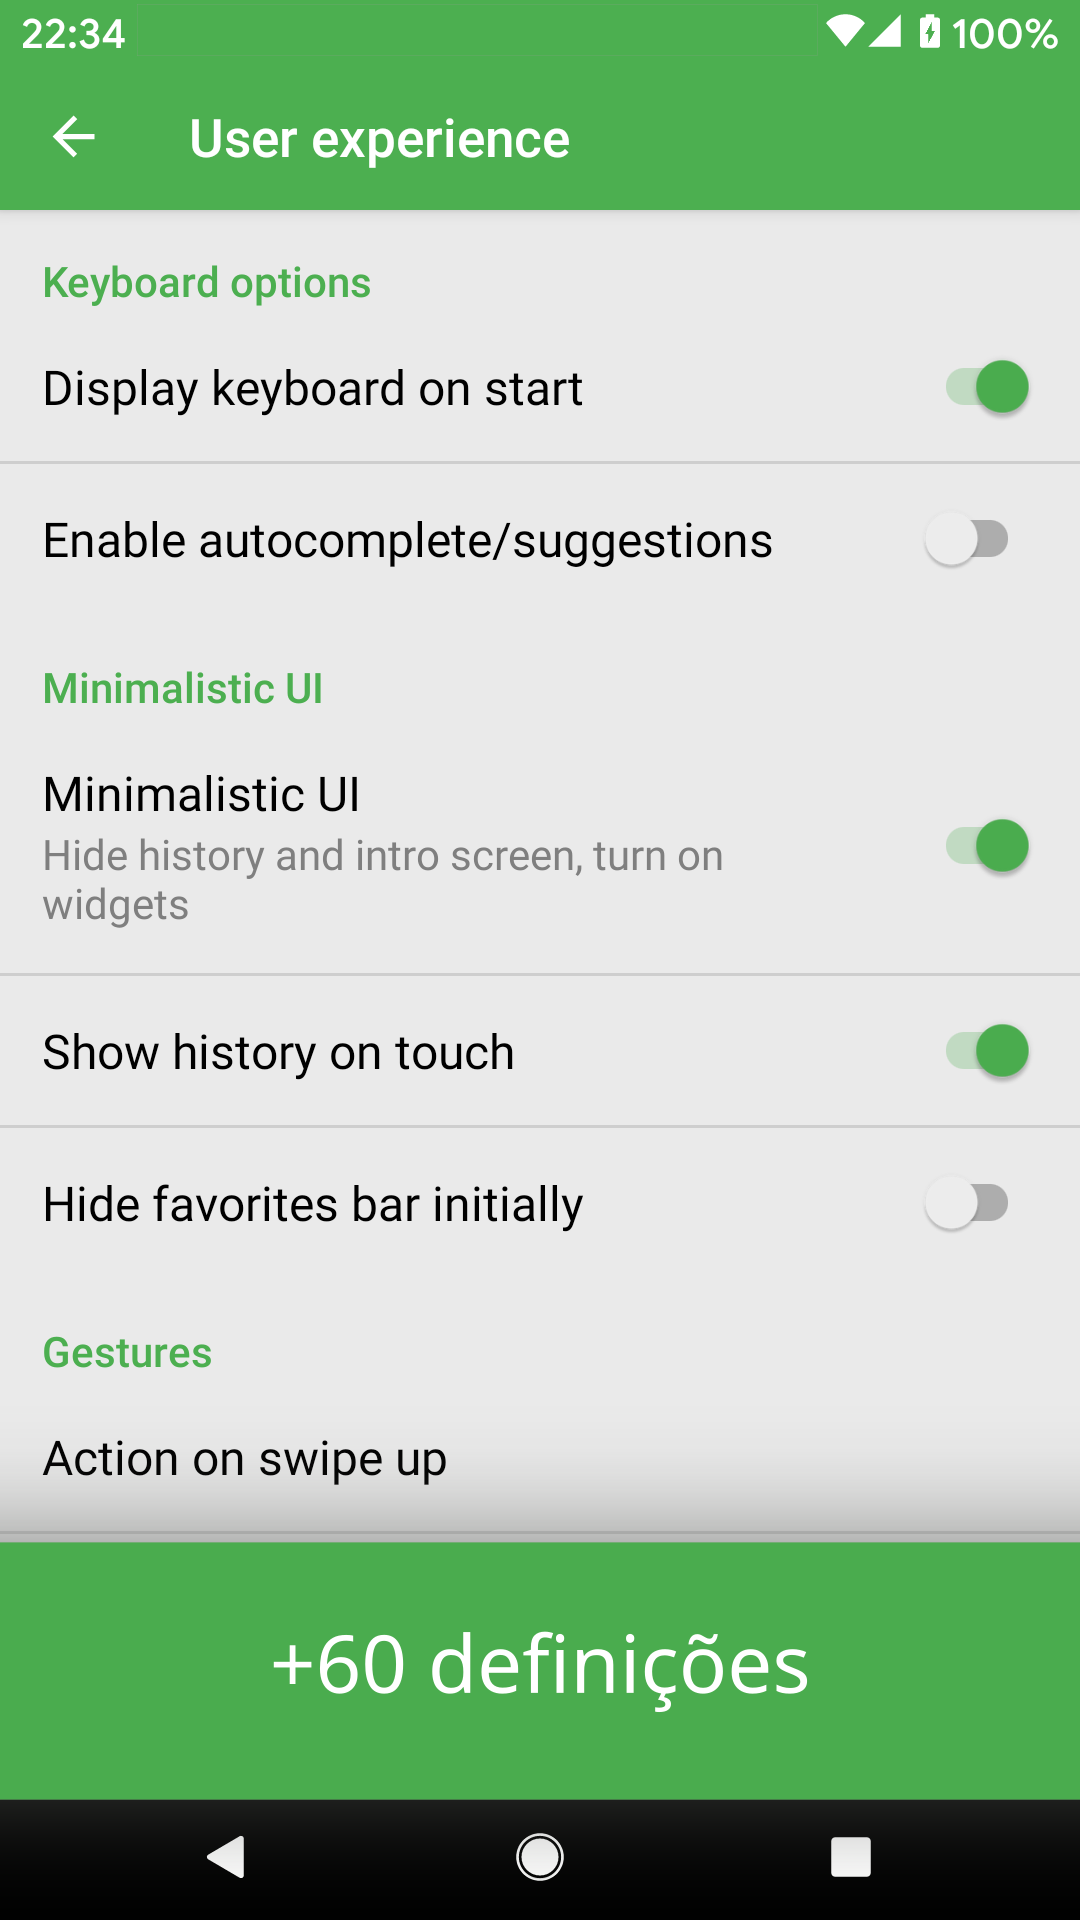 22:34
100%
User experience
Keyboard options
Display keyboard on start
Enable autocomplete/suggestions
Minimalistic UI
Minimalistic UI
Hide history and intro screen, turn on
widgets
Show history on touch
Hide favorites bar initially
Gestures
Action on swipe up
+60 definições